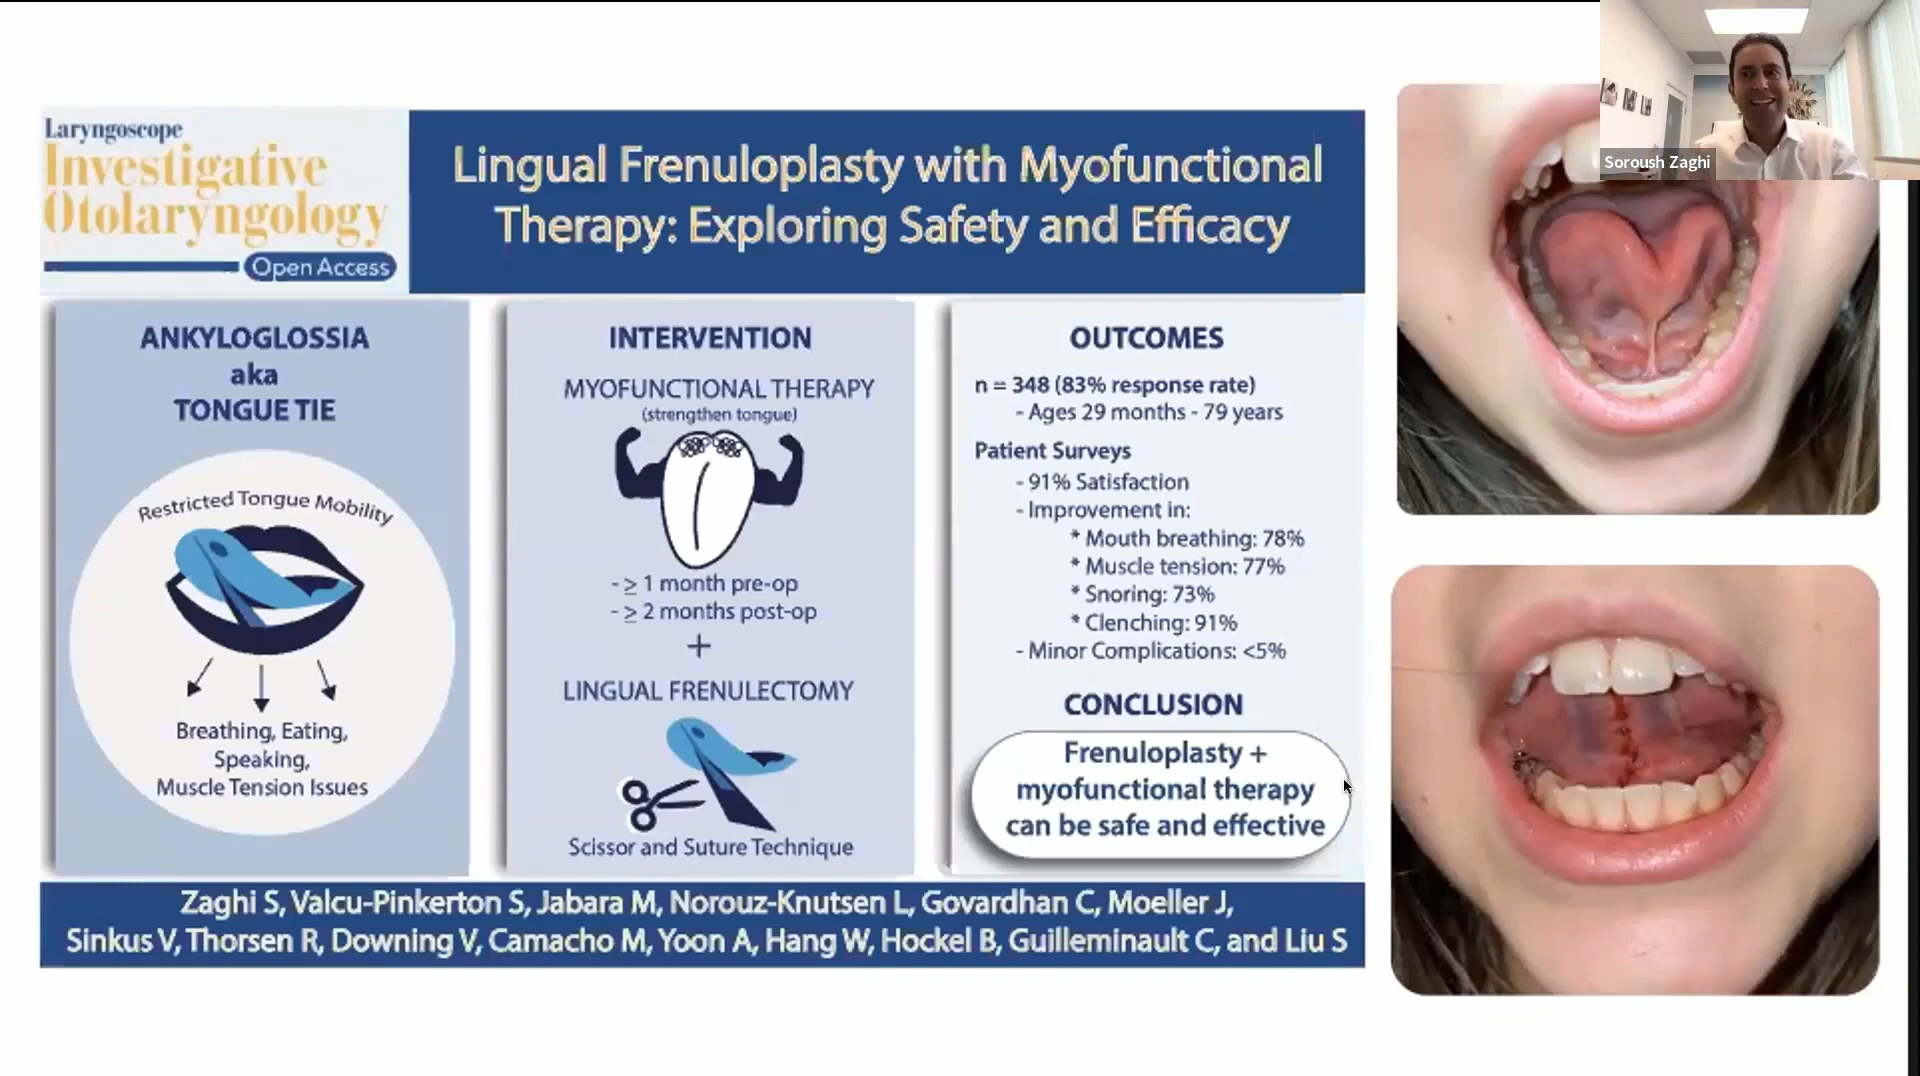 Laryngoscope
Investigative
Otolaryngology
Open Access
Lingual Frenuloplasty with Myofunctional
Therapy: Exploring Safety and Efficacy
Soroush Zaghi
ANKYLOGLOSSIA
aka
TONGUE TIE
Restricted Tongue Mobility
Breathing, Eating,
Speaking,
Muscle Tension Issues
INTERVENTION
MYOFUNCTIONAL THERAPY
(strengthen tongue)
- ≥ 1 month pre-op
- ≥ 2 months post-op
+
LINGUAL FRENULECTOMY
Scissor and Suture Technique
OUTCOMES
n = 348 (83% response rate)
- Ages 29 months - 79 years
Patient Surveys
- 91% Satisfaction
- Improvement in:
* Mouth breathing: 78%
* Muscle tension: 77%
* Snoring: 73%
* Clenching: 91%
- Minor Complications: <5%
CONCLUSION
Frenuloplasty +
myofunctional therapy
can be safe and effective
Zaghi S, Valcu-Pinkerton S, Jabara M, Norouz-Knutsen L, Govardhan C, Moeller J,
Sinkus V, Thorsen R, Downing V, Camacho M, Yoon A, Hang W, Hockel B, Guilleminault C, and Liu S